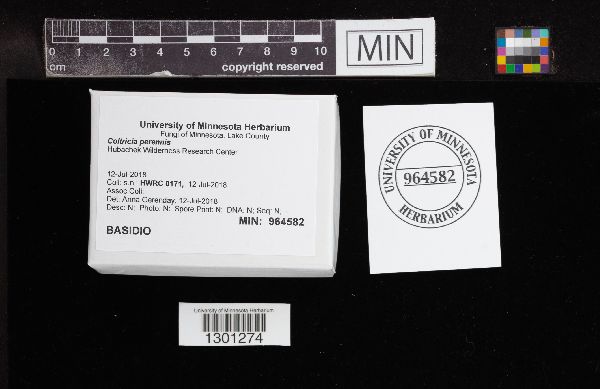 0 1 2 3 4 5 6 7 8 9 10
cm copyright reserved
MIN
University of Minnesota Herbarium
Fungi of Minnesota, Lake County
Coltricia perennis
Hubachek Wilderness Research Center
12-Jul-2018
Coll: s.n. HWRC 0171, 12-Jul-2018
Assoc Coll:
Det: Anna Gerenday, 12-Jul-2018
Desc: N; Photo: N; Spore Print: N; DNA: N; Seq: N;
MIN: 964582
BASIDIO
UNIVERSITY OF MINNESOTA
964582
HERBARIUM
University of Minnesota Herbarium
1301274